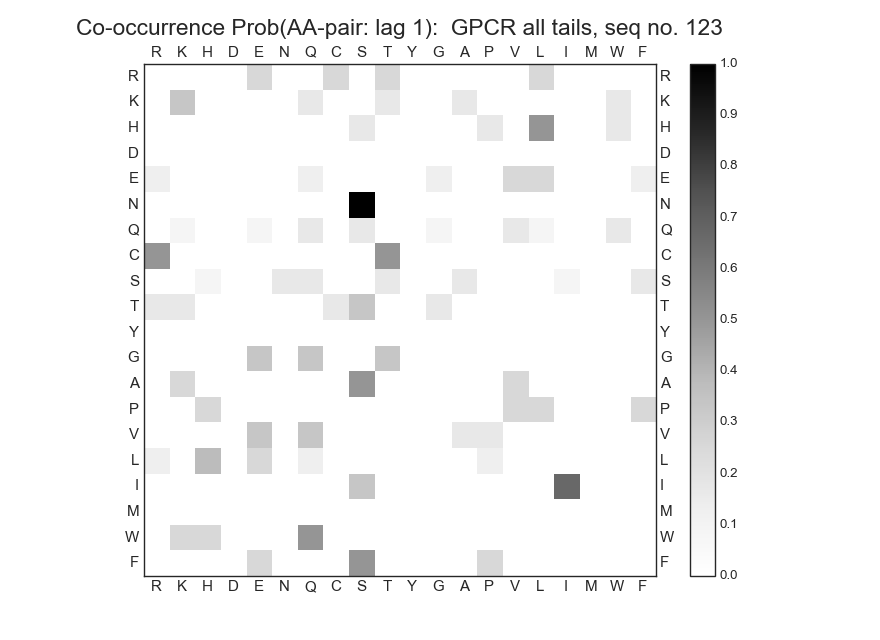 Co-occurrence Prob(AA-pair: lag 1):  GPCR all tails, seq no. 123
R K H D E N Q C S T Y G A P V L I M W F
R R
K K
H H
D D
E E
N N
Q Q
C C
S S
T T
Y Y
G G
A A
P P
V V
L L
I I
M M
W W
F F
R K H D E N Q C S T Y G A P V L I M W F
1.0
0.9
0.8
0.7
0.6
0.5
0.4
0.3
0.2
0.1
0.0